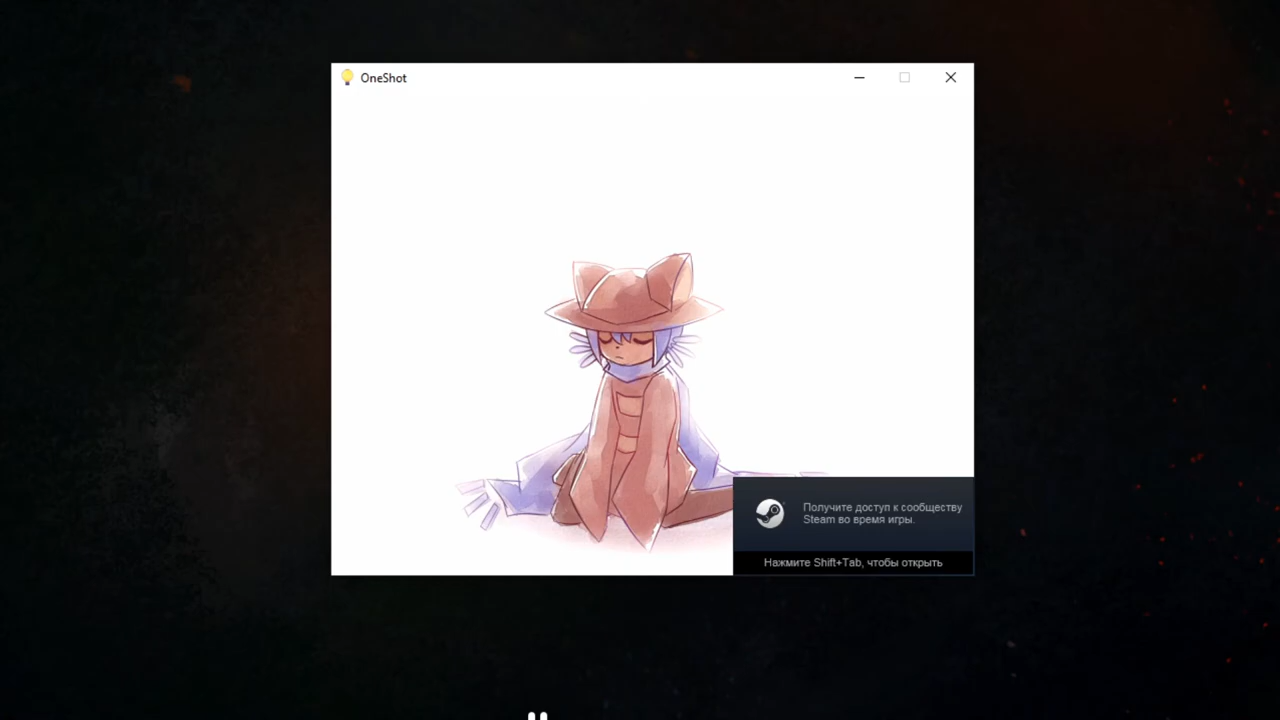 OneShot
Получите доступ к сообществу
Steam во время игры.
Нажмите Shift+Tab, чтобы открыть